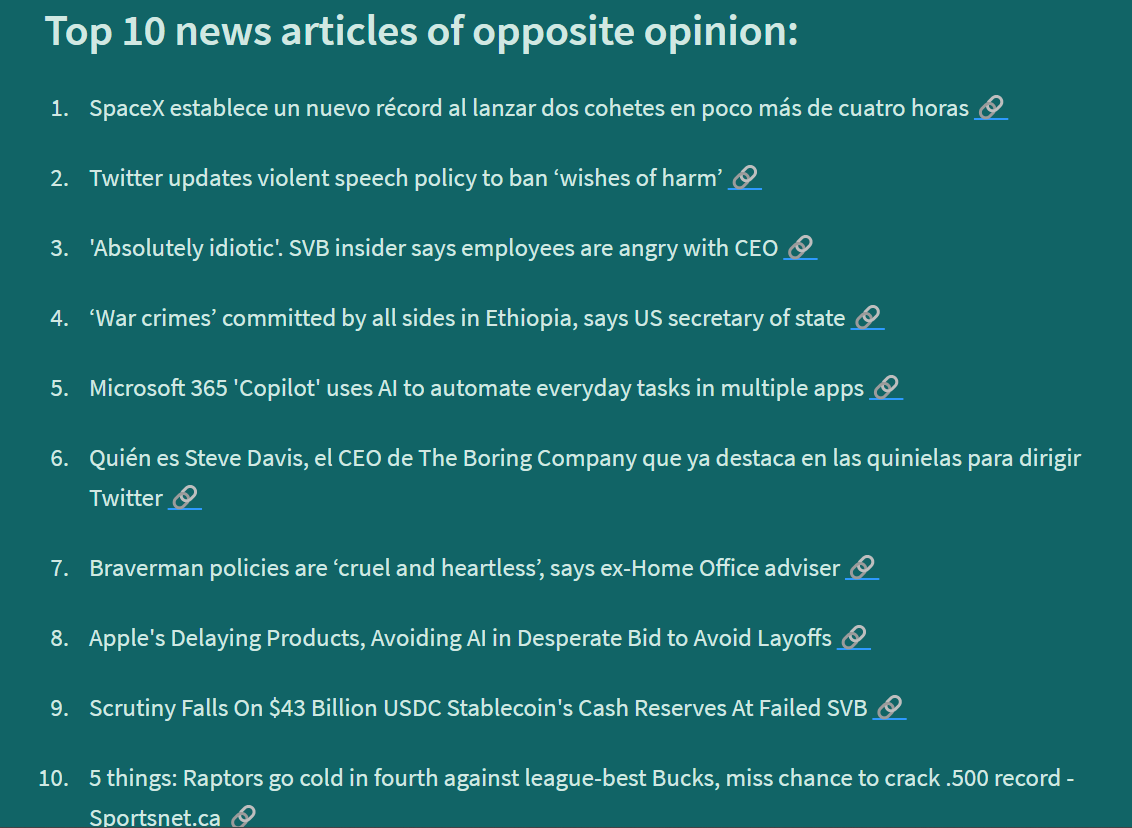 Top 10 news articles of opposite opinion:
1. SpaceX establece un nuevo récord al lanzar dos cohetes en poco más de cuatro horas
2. Twitter updates violent speech policy to ban ‘wishes of harm’
3. 'Absolutely idiotic'. SVB insider says employees are angry with CEO
4. ‘War crimes’ committed by all sides in Ethiopia, says US secretary of state
5. Microsoft 365 'Copilot' uses AI to automate everyday tasks in multiple apps
6. Quién es Steve Davis, el CEO de The Boring Company que ya destaca en las quinielas para dirigir
Twitter
7. Braverman policies are ‘cruel and heartless’, says ex-Home Office adviser
8. Apple's Delaying Products, Avoiding AI in Desperate Bid to Avoid Layoffs
9. Scrutiny Falls On $43 Billion USDC Stablecoin's Cash Reserves At Failed SVB
10. 5 things: Raptors go cold in fourth against league-best Bucks, miss chance to crack .500 record -
Sportsnet.ca